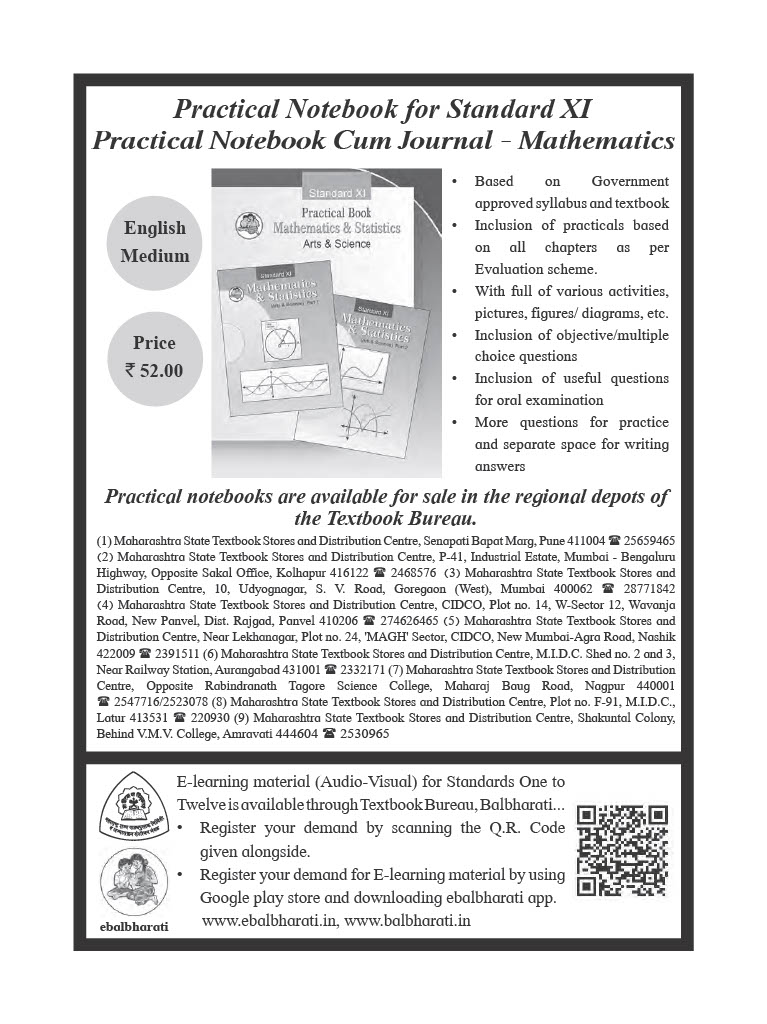 Practical Notebook for Standard XI
Practical Notebook Cum Journal - Mathematics
English
Medium
Price
₹ 52.00
Standard XI
Practical Book
Mathematics & Statistics
Arts & Science
Standard XI
Mathematics
& Statistics
Standard XI
Mathematics
& Statistics
• Based on Government
approved syllabus and textbook
• Inclusion of practicals based
on all chapters as per
Evaluation scheme.
• With full of various activities,
pictures, figures/ diagrams, etc.
• Inclusion of objective/multiple
choice questions
• Inclusion of useful questions
for oral examination
• More questions for practice
and separate space for writing
answers
Practical notebooks are available for sale in the regional depots of
the Textbook Bureau.
(1) Maharashtra State Textbook Stores and Distribution Centre, Senapati Bapat Marg, Pune 411004 ☎ 25659465
(2) Maharashtra State Textbook Stores and Distribution Centre, P-41, Industrial Estate, Mumbai - Bengaluru
Highway, Opposite Sakal Office, Kolhapur 416122 ☎ 2468576 (3) Maharashtra State Textbook Stores and
Distribution Centre, 10, Udyognagar, S. V. Road, Goregaon (West), Mumbai 400062 ☎ 28771842
(4) Maharashtra State Textbook Stores and Distribution Centre, CIDCO, Plot no. 14, W-Sector 12, Wavanja
Road, New Panvel, Dist. Rajgad, Panvel 410206 ☎ 274626465 (5) Maharashtra State Textbook Stores and
Distribution Centre, Near Lekhanagar, Plot no. 24, 'MAGH' Sector, CIDCO, New Mumbai-Agra Road, Nashik
422009 ☎ 2391511 (6) Maharashtra State Textbook Stores and Distribution Centre, M.I.D.C. Shed no. 2 and 3,
Near Railway Station, Aurangabad 431001 ☎ 2332171 (7) Maharashtra State Textbook Stores and Distribution
Centre, Opposite Rabindranath Tagore Science College, Maharaj Baug Road, Nagpur 440001
☎ 2547716/2523078 (8) Maharashtra State Textbook Stores and Distribution Centre, Plot no. F-91, M.I.D.C.,
Latur 413531 ☎ 220930 (9) Maharashtra State Textbook Stores and Distribution Centre, Shakuntal Colony,
Behind V.M.V. College, Amravati 444604 ☎ 2530965
E-learning material (Audio-Visual) for Standards One to
Twelve is available through Textbook Bureau, Balbharati...
• Register your demand by scanning the Q.R. Code
given alongside.
• Register your demand for E-learning material by using
Google play store and downloading ebalbharati app.
www.ebalbharati.in, www.balbharati.in
ebalbharati